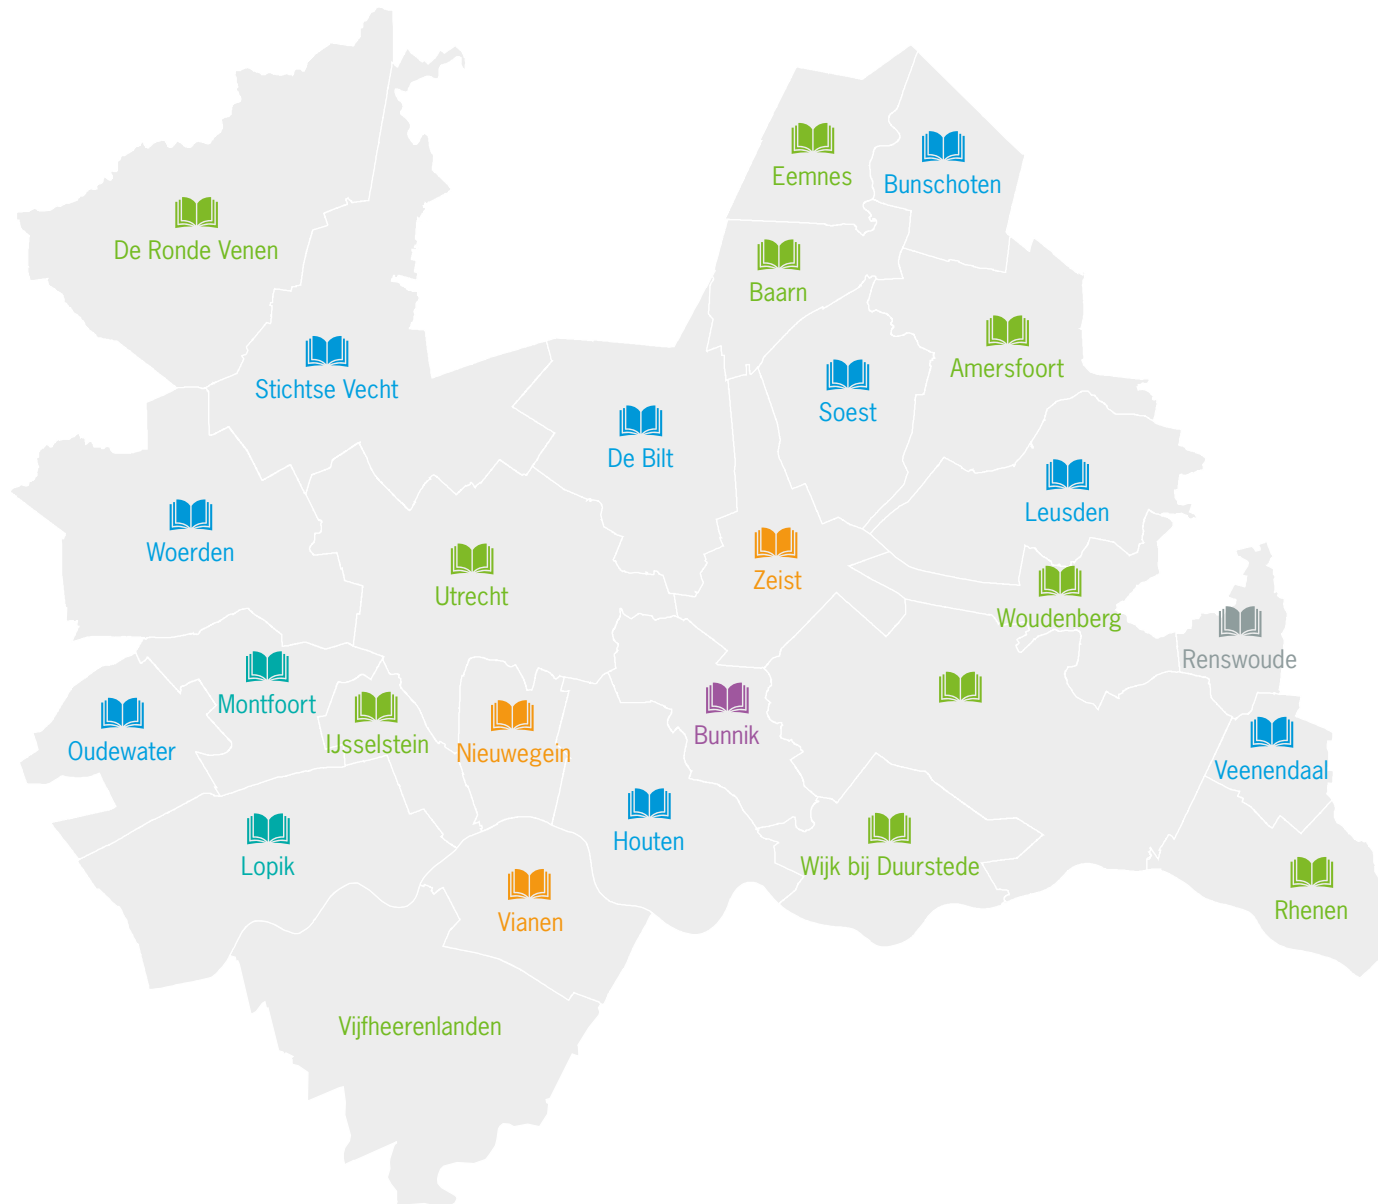 Eemnes
Bunschoten
De Ronde Venen
Baarn
Amersfoort
Stichtse Vecht
Soest
De Bilt
Leusden
Woerden
Zeist
Utrecht
Woudenberg
Renswoude
Montfoort
Bunnik
IJsselstein
Oudewater
Nieuwegein
Veenendaal
Houten
Lopik
Wijk bij Duurstede
Rhenen
Vianen
Vijfheerenlanden